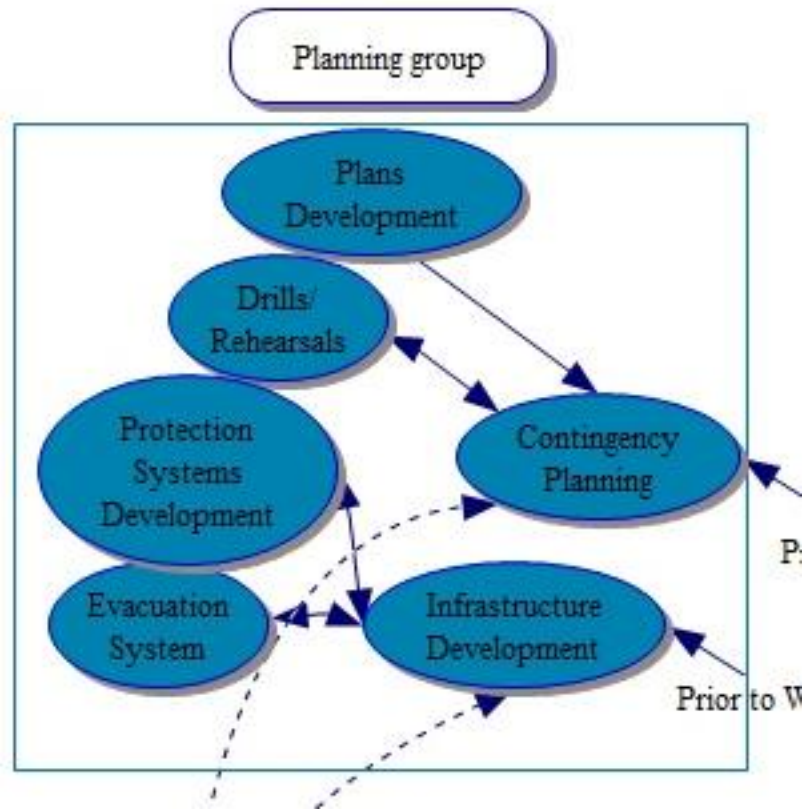 Planning group
Plans
Development
Drills/
Rehearsals
Protection
Systems
Development
Contingency
Planning
Evacuation
System
Infrastructure
Development
Prior to